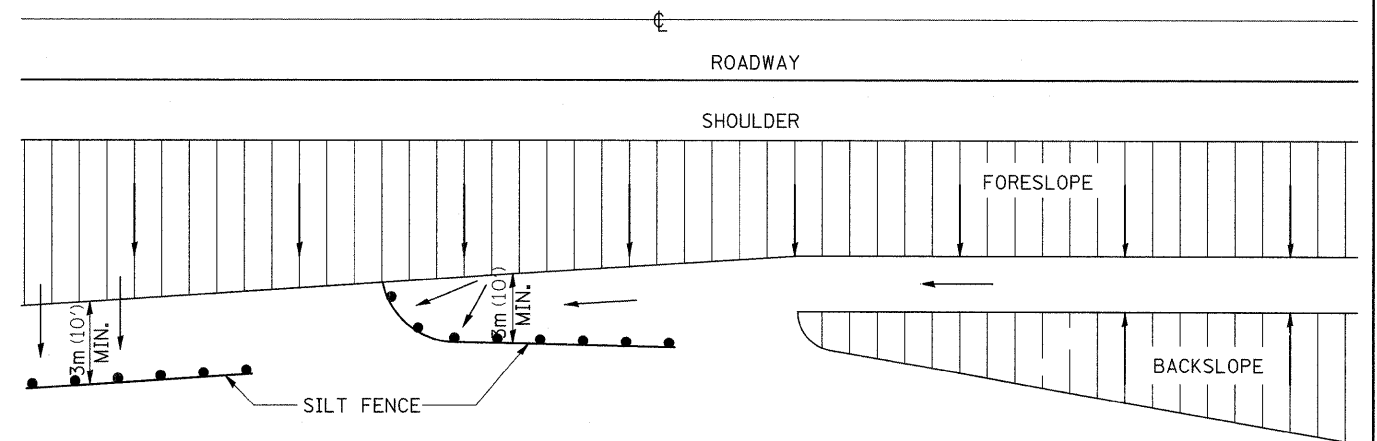 ℄
ROADWAY
SHOULDER
FORESLOPE
3m (10')
MIN.
3m (10')
MIN.
BACKSLOPE
SILT FENCE